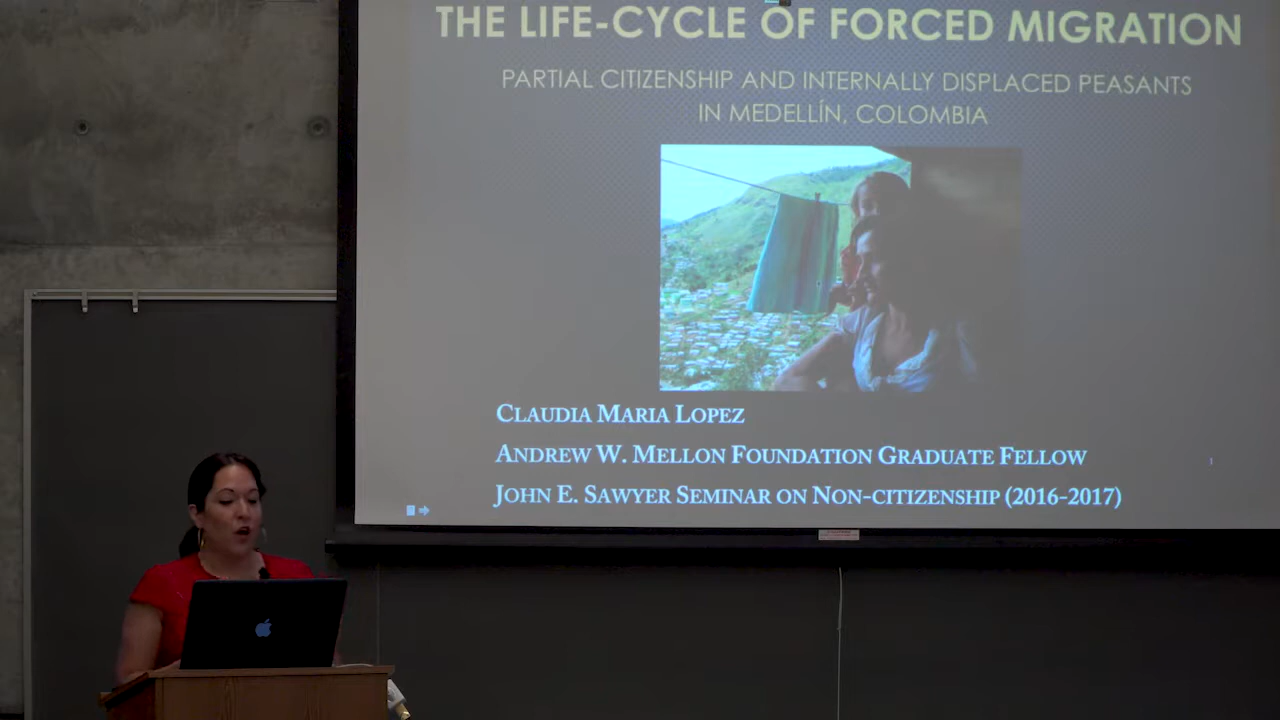 THE LIFE-CYCLE OF FORCED MIGRATION
PARTIAL CITIZENSHIP AND INTERNALLY DISPLACED PEASANTS
IN MEDELLÍN, COLOMBIA
CLAUDIA MARIA LOPEZ
ANDREW W. MELLON FOUNDATION GRADUATE FELLOW
JOHN E. SAWYER SEMINAR ON NON-CITIZENSHIP (2016-2017)